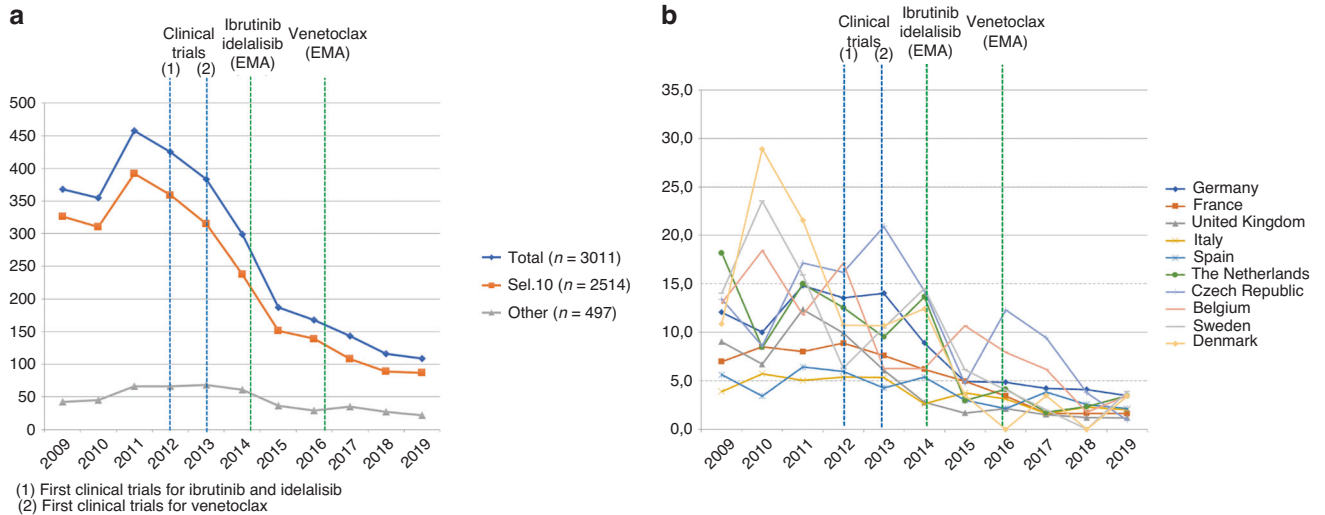 a
Clinical
trials
(1)
(2)
Ibrutinib
idelalisib
(EMA)
Venetoclax
(EMA)
500
450
400
350
300
250
200
150
100
50
0
2009
2010
2011
2012
2013
2014
2015
2016
2017
2018
2019
Total (n = 3011)
Sel.10 (n = 2514)
Other (n = 497)
(1) First clinical trials for ibrutinib and idelalisib
(2) First clinical trials for venetoclax
b
Clinical
trials
(1)
(2)
Ibrutinib
idelalisib
(EMA)
Venetoclax
(EMA)
35,0
30,0
25,0
20,0
15,0
10,0
5,0
0,0
2009
2010
2011
2012
2013
2014
2015
2016
2017
2018
2019
Germany
France
United Kingdom
Italy
Spain
The Netherlands
Czech Republic
Belgium
Sweden
Denmark